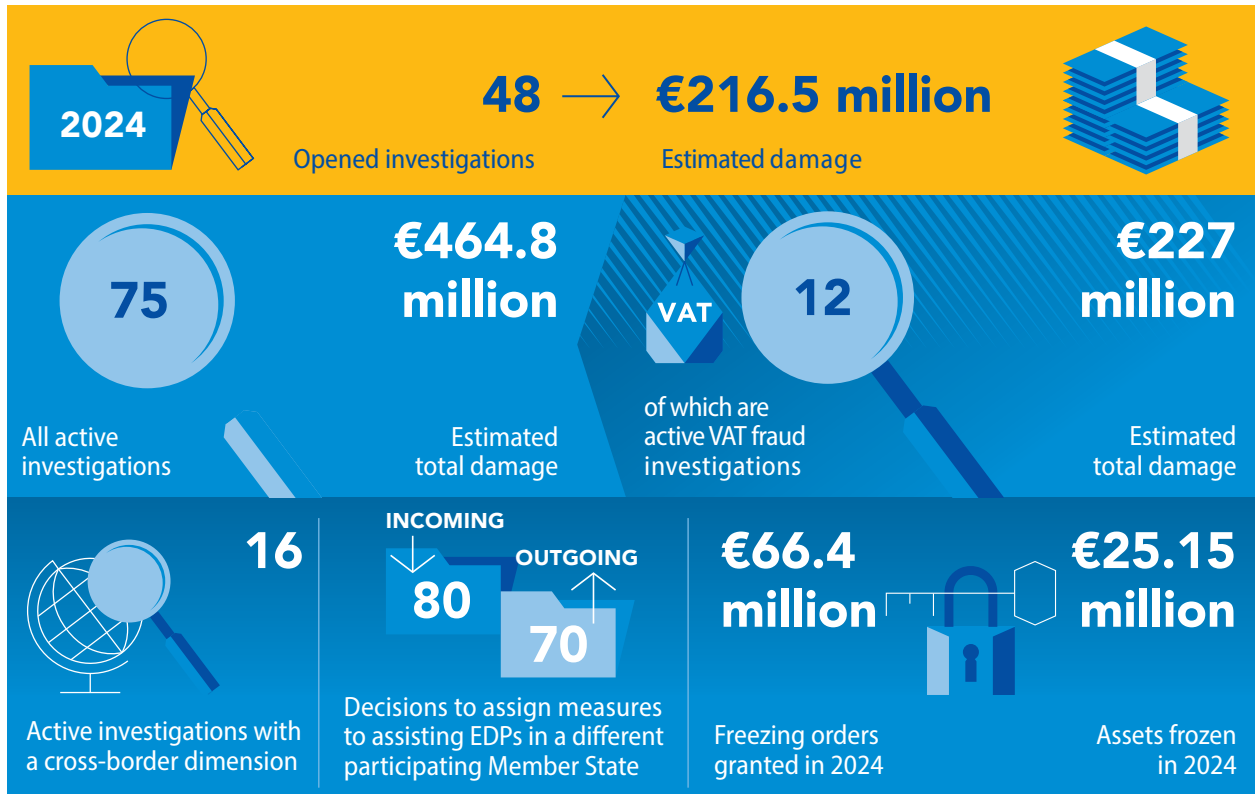 2024
48
€216.5 million
Opened investigations
Estimated damage
75
€464.8
million
All active
investigations
Estimated
total damage
VAT
12
€227
million
of which are
active VAT fraud
investigations
Estimated
total damage
16
Active investigations with
a cross-border dimension
INCOMING
80
OUTGOING
70
Decisions to assign measures
to assisting EDPs in a different
participating Member State
€66.4
million
Freezing orders
granted in 2024
€25.15
million
Assets frozen
in 2024